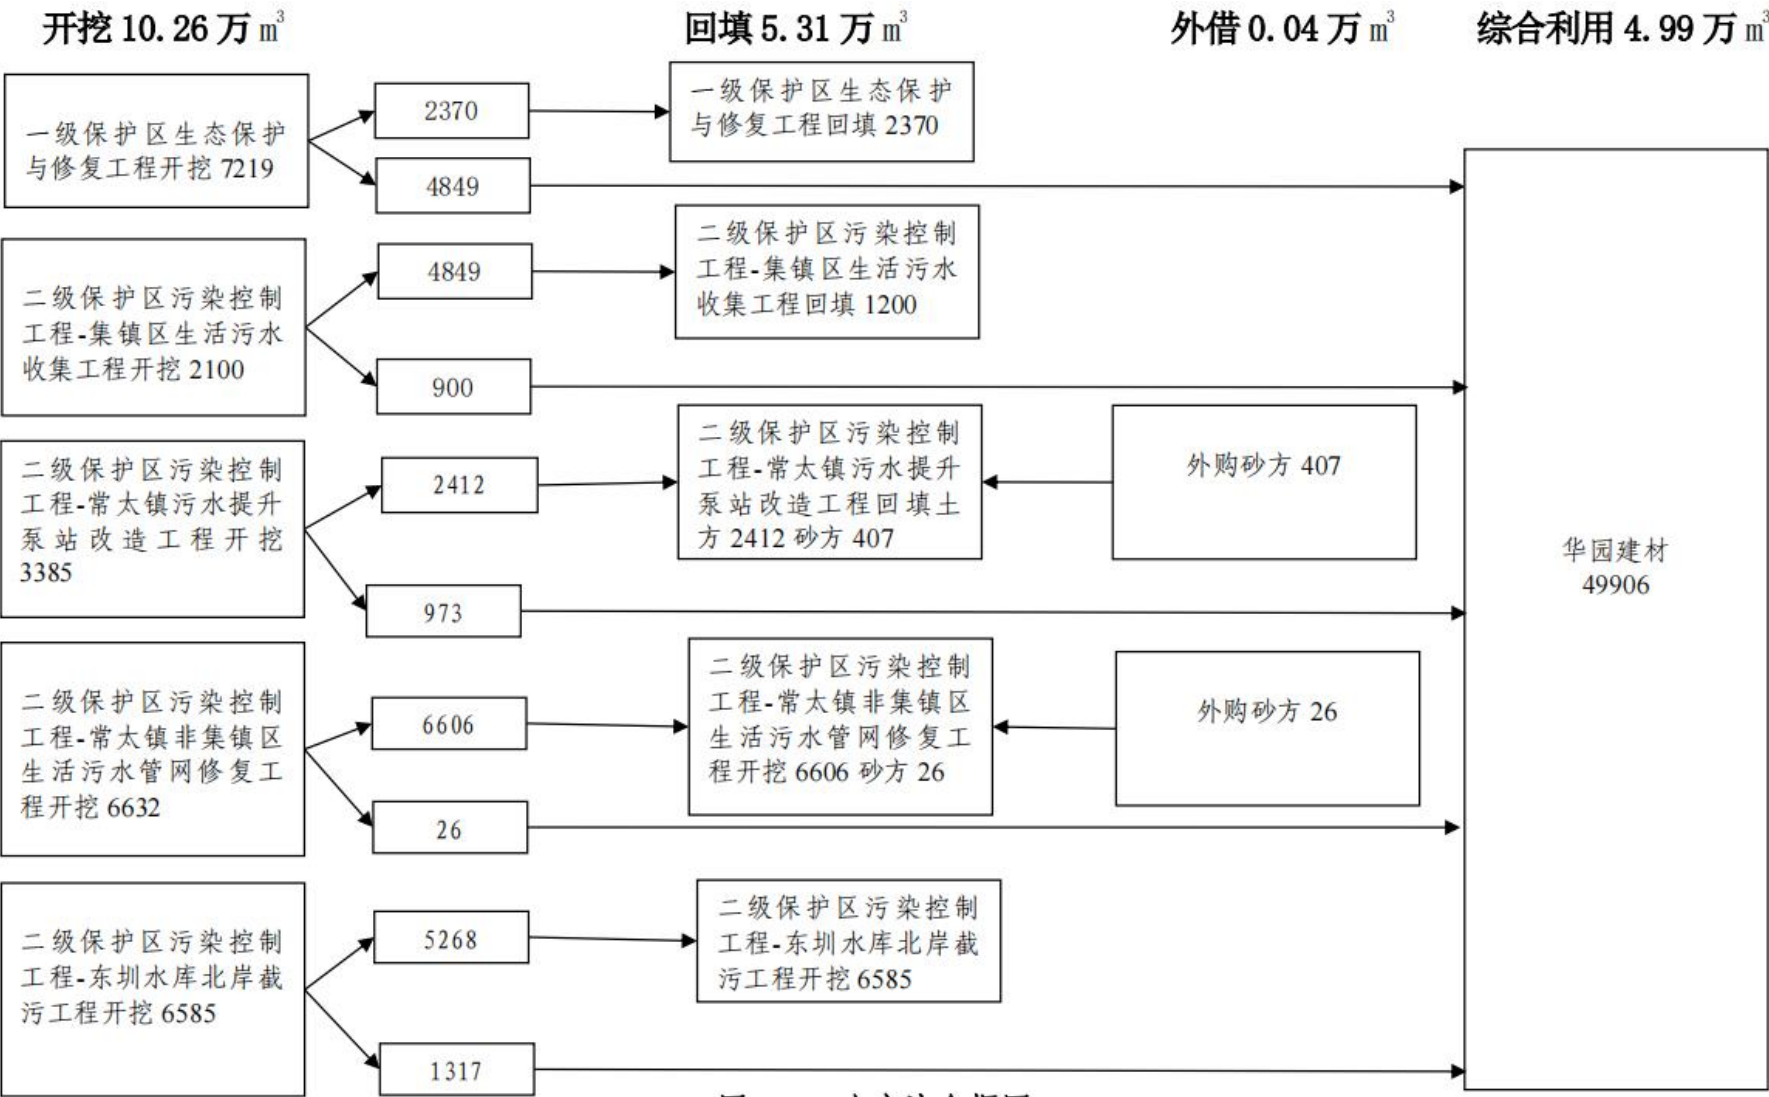 开挖 10.26 万 m³
回填 5.31 万 m³
外借 0.04 万 m³
综合利用 4.99 万 m³
一级保护区生态保护
与修复工程开挖 7219
2370
4849
一级保护区生态保护
与修复工程回填 2370
二级保护区污染控制
工程-集镇区生活污水
收集工程开挖 2100
4849
900
二级保护区污染控制
工程-集镇区生活污水
收集工程回填 1200
二级保护区污染控制
工程-常太镇污水提升
泵站改造工程开挖
3385
2412
973
二级保护区污染控制
工程-常太镇污水提升
泵站改造工程回填土
方 2412 砂方 407
外购砂方 407
二级保护区污染控制
工程-常太镇非集镇区
生活污水管网修复工
程开挖 6632
6606
26
二级保护区污染控制
工程-常太镇非集镇区
生活污水管网修复工
程开挖 6606 砂方 26
外购砂方 26
二级保护区污染控制
工程-东圳水库北岸截
污工程开挖 6585
5268
1317
二级保护区污染控制
工程-东圳水库北岸截
污工程开挖 6585
华园建材
49906